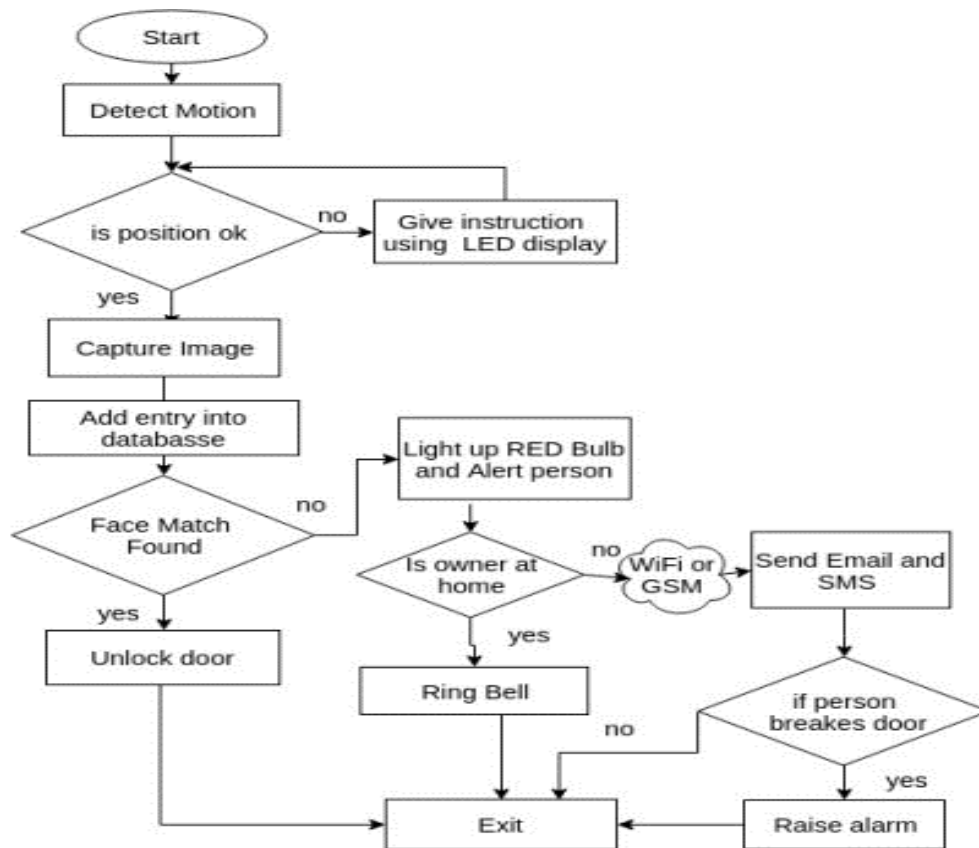 Start
Detect Motion
is position ok
no
Give instruction
using LED display
yes
Capture Image
Add entry into
databasse
Face Match
Found
no
Light up RED Bulb
and Alert person
yes
Unlock door
Is owner at
home
no
WiFi or
GSM
Send Email and
SMS
yes
Ring Bell
if person
breakes door
no
yes
Raise alarm
Exit